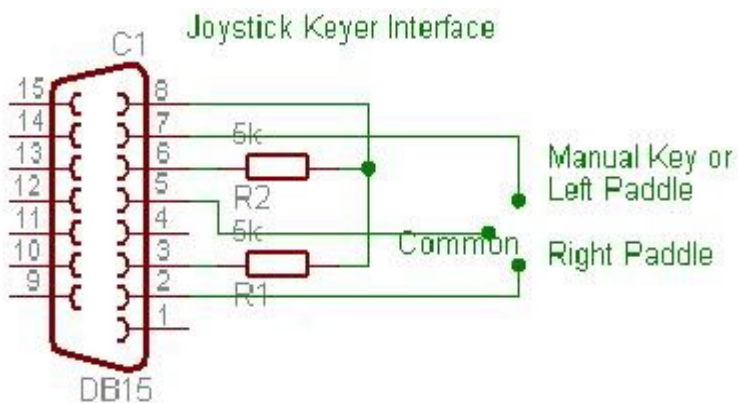 Joystick Keyer Interface
C1
15
8
14
7
5k
13
6
12
5
R2
11
4
5k
10
3
9
2
R1
1
DB15
Manual Key or
Left Paddle
Common
Right Paddle